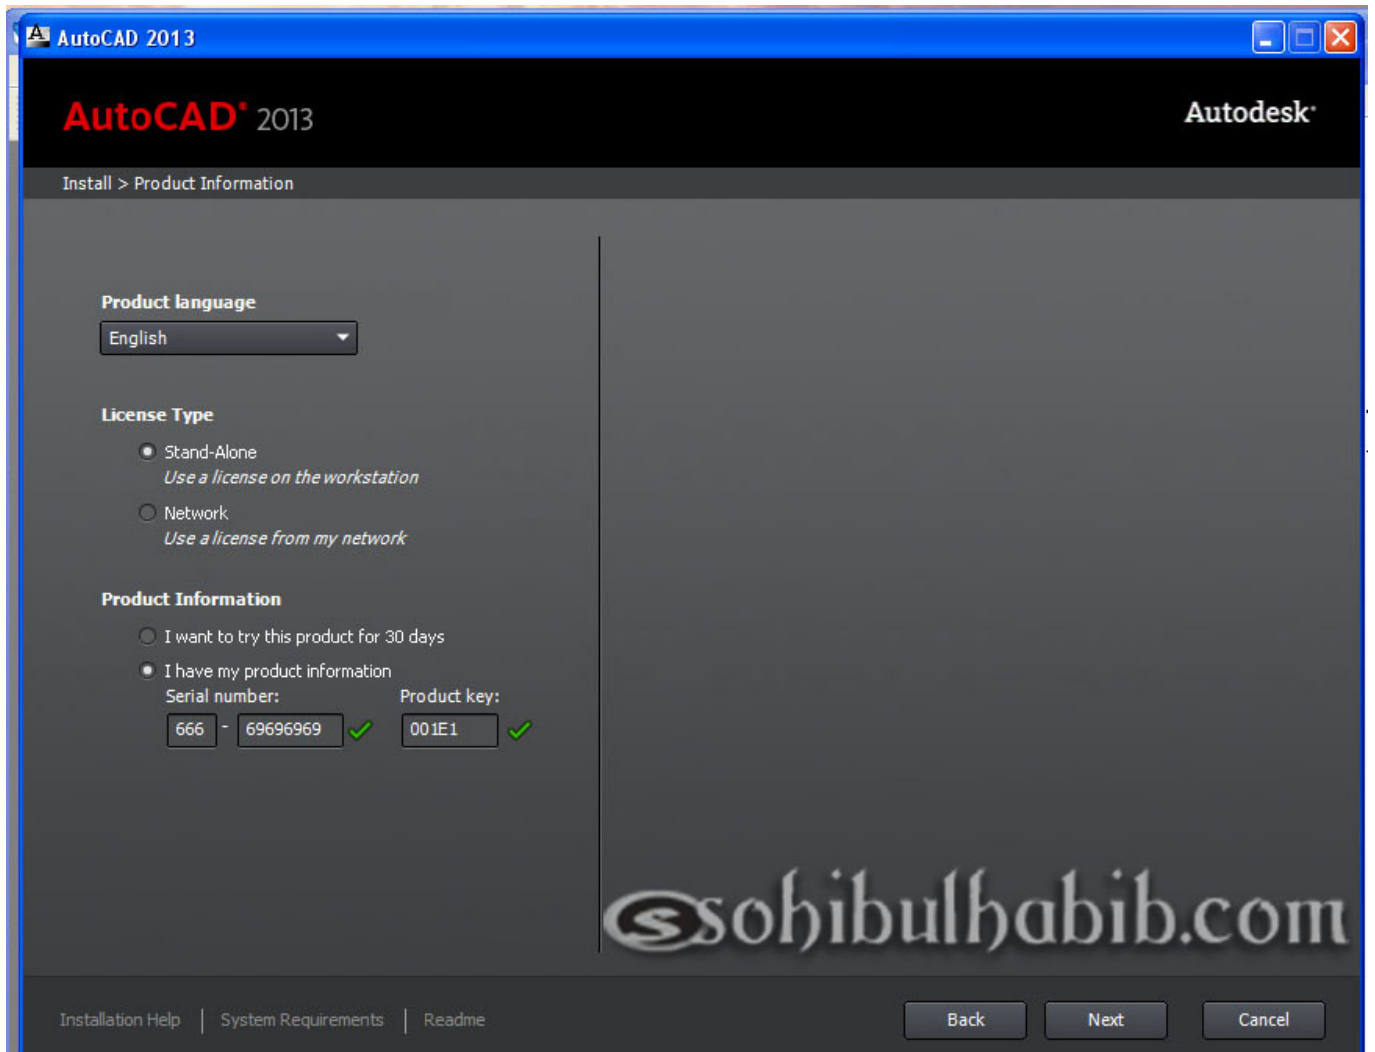 AutoCAD 2013
AutoCAD® 2013
Autodesk®
Install > Product Information
Product language
English
License Type
Stand-Alone
Use a license on the workstation
Network
Use a license from my network
Product Information
I want to try this product for 30 days
I have my product information
Serial number: Product key:
666 - 69696969 001E1
ssohibulhabib.com
Installation Help | System Requirements | Readme
Back Next Cancel